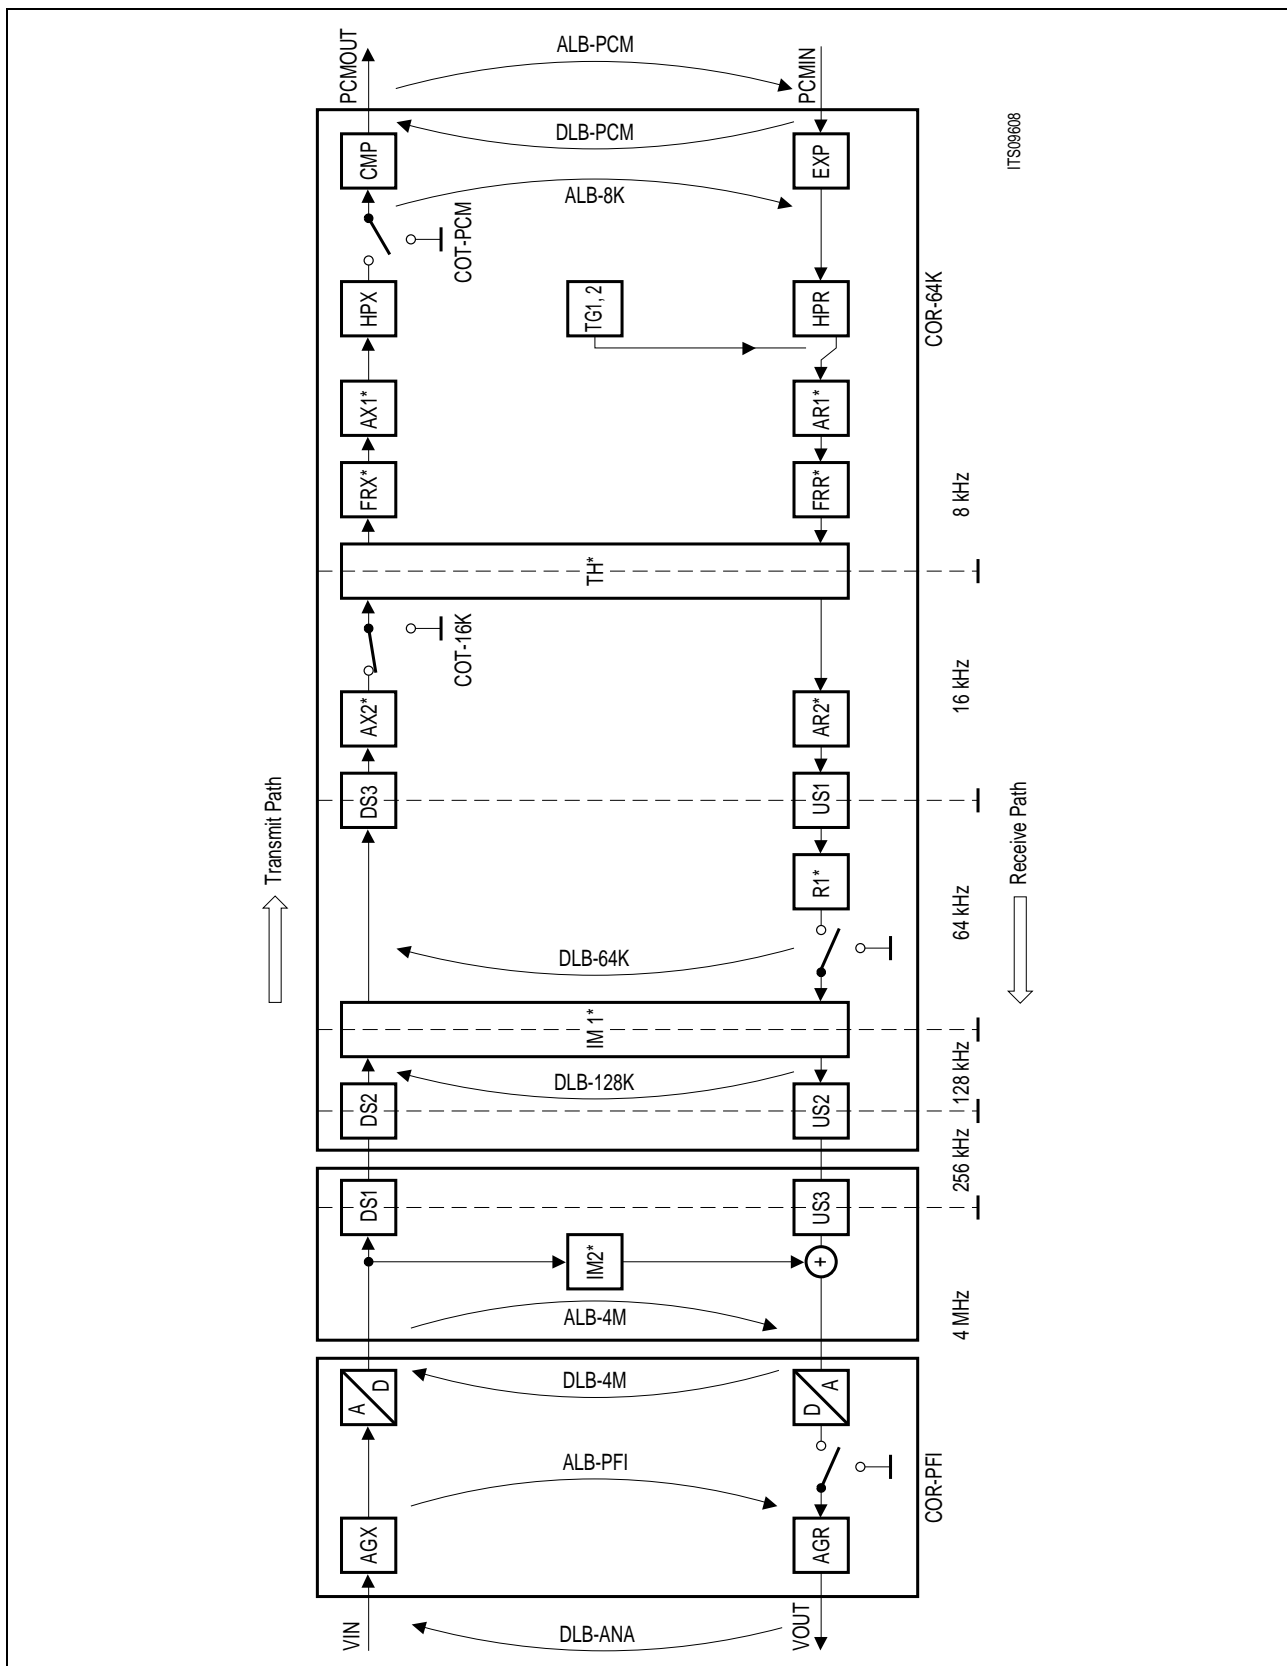 Transmit Path
VIN
AGX
A
D
DS1
DS2
DS3
AX2*
FRX*
AX1*
HPX
CMP
PCMOUT
COT-16K
COT-PCM
DLB-ANA
ALB-PFI
DLB-4M
ALB-4M
IM2*
DLB-128K
IM 1*
DLB-64K
TH*
TG1, 2
ALB-8K
DLB-PCM
ALB-PCM
VOUT
AGR
D
A
+
US3
US2
R1*
US1
AR2*
FRR*
AR1*
HPR
EXP
PCMIN
COR-PFI
COR-64K
4 MHz
256 kHz
128 kHz
64 kHz
16 kHz
8 kHz
Receive Path
ITS09608